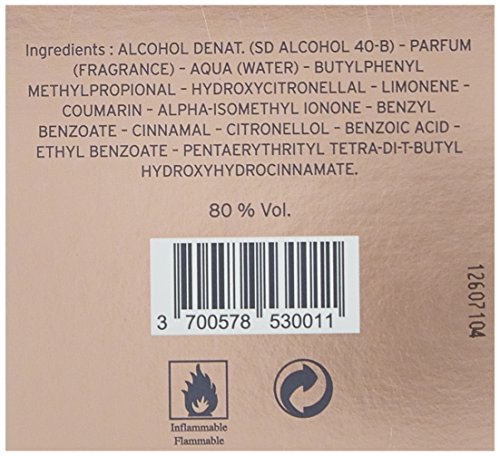 Ingredients : ALCOHOL DENAT. (SD ALCOHOL 40-B) – PARFUM
(FRAGRANCE) – AQUA (WATER) – BUTYLPHENYL
METHYLPROPIONAL – HYDROXYCITRONELLAL – LIMONENE –
COUMARIN – ALPHA-ISOMETHYL IONONE – BENZYL
BENZOATE – CINNAMAL – CITRONELLOL – BENZOIC ACID –
ETHYL BENZOATE – PENTAERYTHRITYL TETRA-DI-T-BUTYL
HYDROXYHYDROCINNAMATE.
80 % Vol.
3 700578 530011
12607104
Inflammable
Flammable